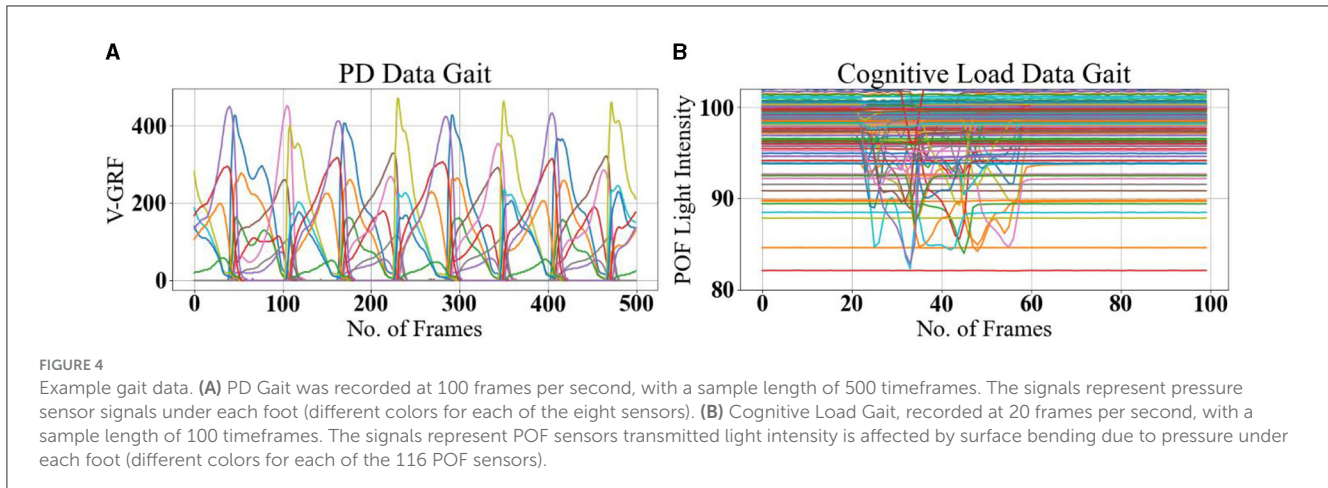 A
PD Data Gait
V-GRF
400
200
0
0
100
200
300
400
500
No. of Frames
B
Cognitive Load Data Gait
POF Light Intensity
100
90
80
0
20
40
60
80
100
No. of Frames
FIGURE 4
Example gait data. (A) PD Gait was recorded at 100 frames per second, with a sample length of 500 timeframes. The signals represent pressure
sensor signals under each foot (different colors for each of the eight sensors). (B) Cognitive Load Gait, recorded at 20 frames per second, with a
sample length of 100 timeframes. The signals represent POF sensors transmitted light intensity is affected by surface bending due to pressure under
each foot (different colors for each of the 116 POF sensors).